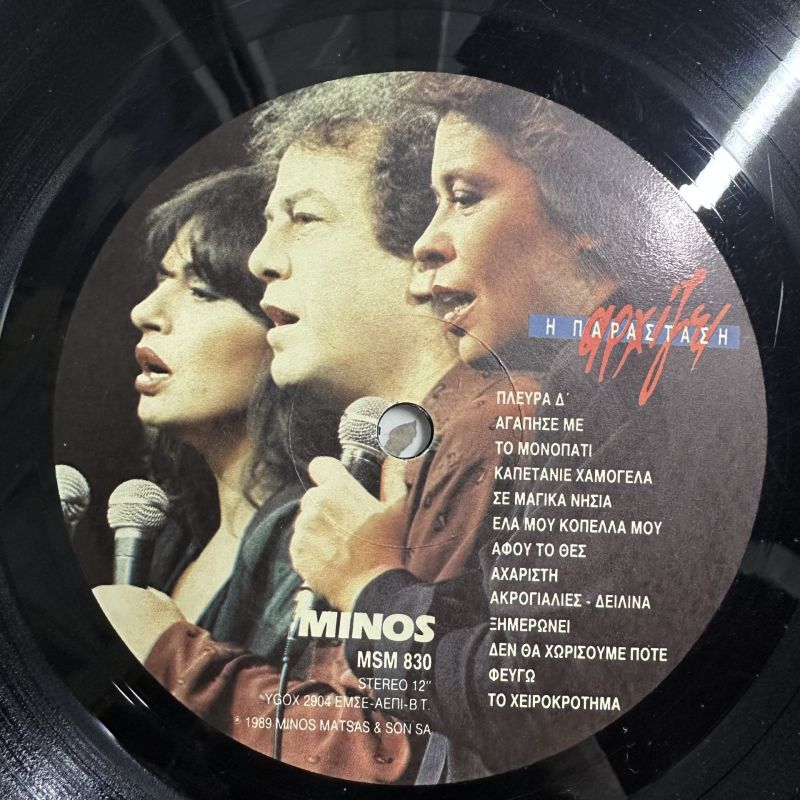 Η ΠΑΡΑΣΤΑΣΗ
αρχίζει
ΠΛΕΥΡΑ Δ΄
ΑΓΑΠΗΣΕ ΜΕ
ΤΟ ΜΟΝΟΠΑΤΙ
ΚΑΠΕΤΑΝΙΕ ΧΑΜΟΓΕΛΑ
ΣΕ ΜΑΓΙΚΑ ΝΗΣΙΑ
ΕΛΑ ΜΟΥ ΚΟΠΕΛΛΑ ΜΟΥ
ΑΦΟΥ ΤΟ ΘΕΣ
ΑΧΑΡΙΣΤΗ
ΑΚΡΟΓΙΑΛΙΕΣ - ΔΕΙΛΙΝΑ
ΞΗΜΕΡΩΝΕΙ
ΔΕΝ ΘΑ ΧΩΡΙΣΟΥΜΕ ΠΟΤΕ
ΦΕΥΓΩ
ΤΟ ΧΕΙΡΟΚΡΟΤΗΜΑ
MINOS
MSM 830
STEREO 12"
YGOX 2904 ΕΜΣΕ-ΑΕΠΙ-Β.Τ.
℗ 1989 MINOS MATSAS & SON SA